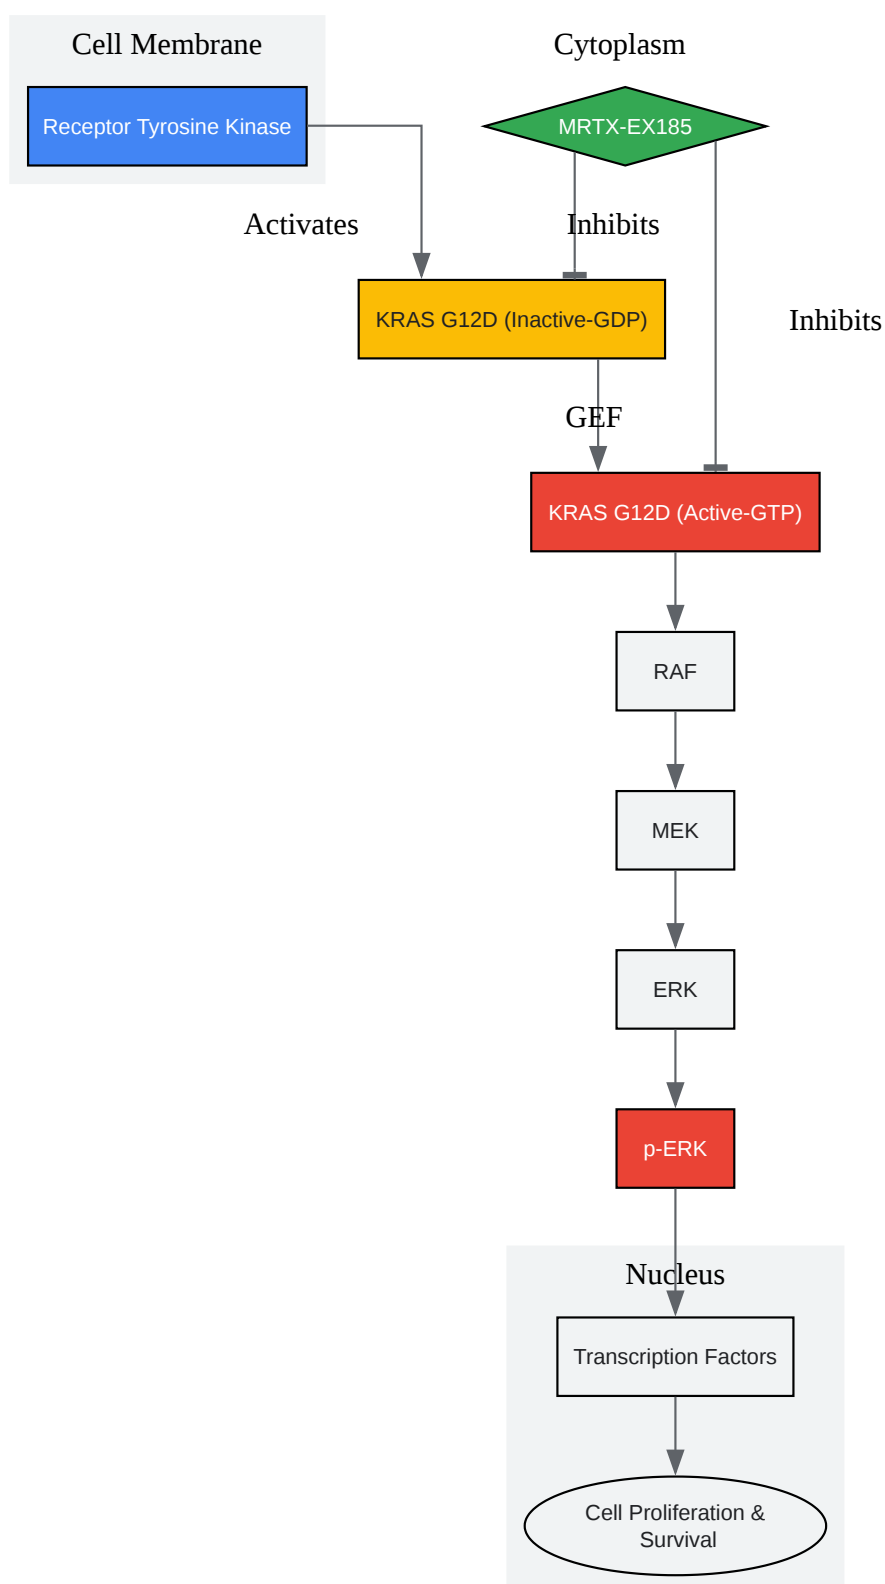 Cell Membrane
Cytoplasm
Receptor Tyrosine Kinase
MRTX-EX185
Activates
Inhibits
KRAS G12D (Inactive-GDP)
Inhibits
GEF
KRAS G12D (Active-GTP)
RAF
MEK
ERK
p-ERK
Nucleus
Transcription Factors
Cell Proliferation &
Survival